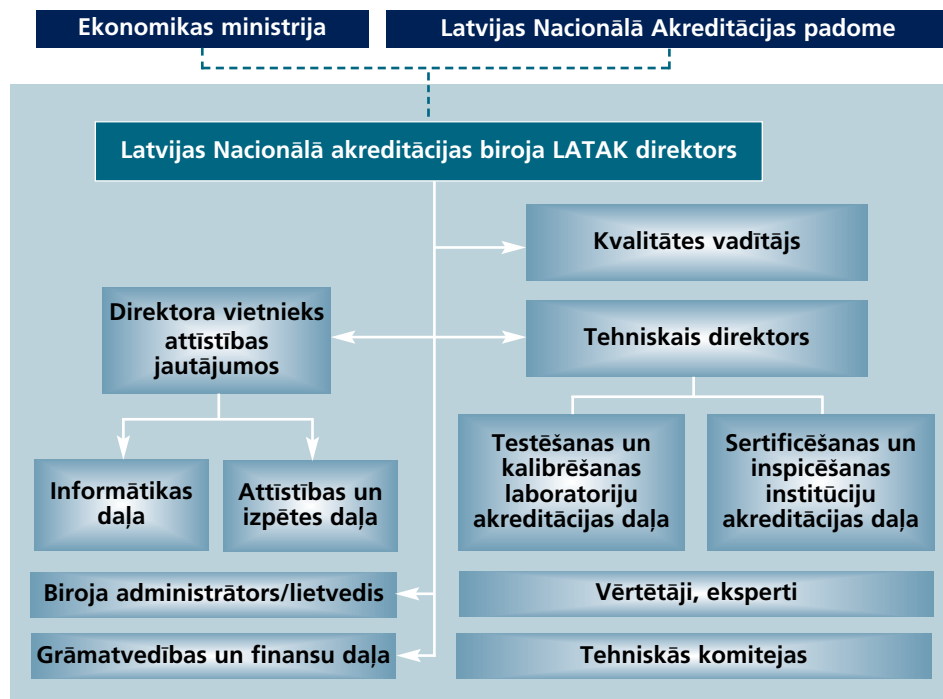 Ekonomikas ministrija
Latvijas Nacionālā Akreditācijas padome
Latvijas Nacionālā akreditācijas biroja LATAK direktors
Kvalitātes vadītājs
Direktora vietnieks
attīstības
jautājumos
Tehniskais direktors
Informātikas
daļa
Attīstības un
izpētes daļa
Testēšanas un
kalibrēšanas
laboratoriju
akreditācijas daļa
Sertificēšanas un
inspicēšanas
institūciju
akreditācijas daļa
Biroja administrātors/lietvedis
Vērtētāji, eksperti
Grāmatvedības un finansu daļa
Tehniskās komitejas